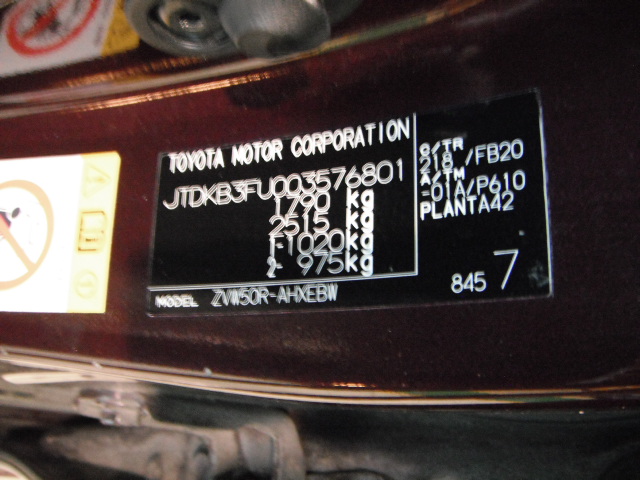 TOYOTA MOTOR CORPORATION
JTDKB3FU003576801
1790 kg
2515 kg
1-1020kg
2- 975kg
MODEL ZVW50R-AHXEBW
C/TR
218 /FB20
A/TM
-01A/P610
PLANTA42
845 7